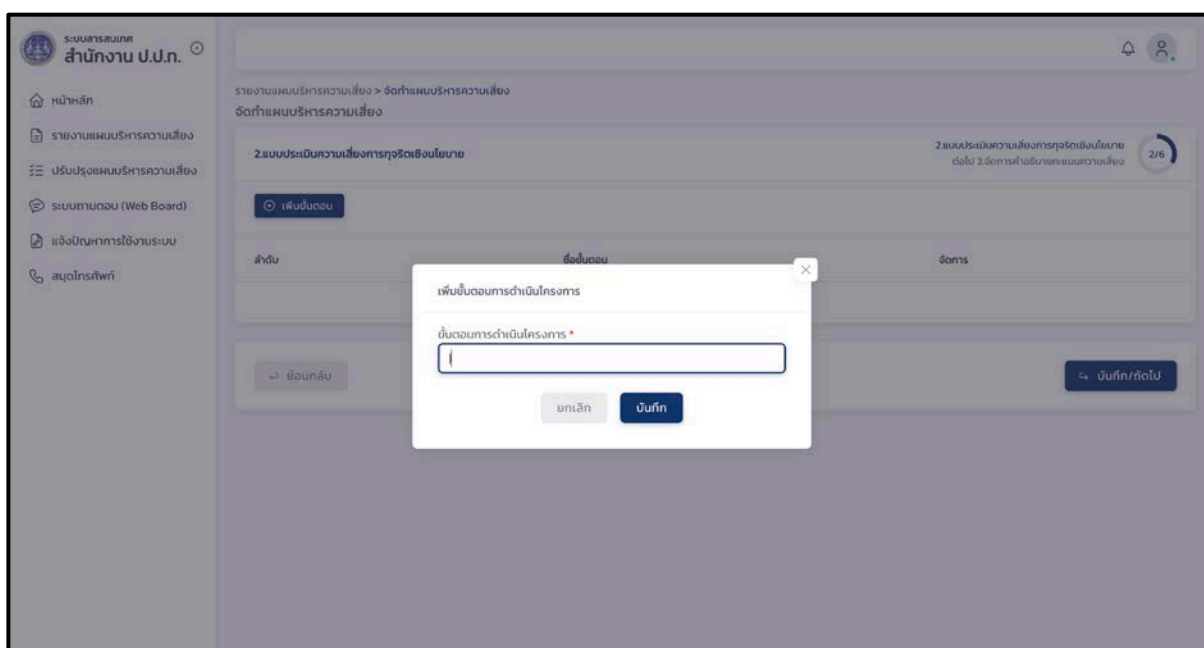 ระบบสารสนเทศ
สำนักงาน ป.ป.ท.
หน้าหลัก
รายงานแผนบริหารความเสี่ยง
ปรับปรุงแผนบริหารความเสี่ยง
ระบบถามตอบ (Web Board)
แจ้งปัญหาการใช้งานระบบ
สมุดโทรศัพท์
รายงานแผนบริหารความเสี่ยง > จัดทำแผนบริหารความเสี่ยง
จัดทำแผนบริหารความเสี่ยง
2.แบบประเมินความเสี่ยงการทุจริตเชิงนโยบาย
2.แบบประเมินความเสี่ยงการทุจริตเชิงนโยบาย
ต่อไป 3.จัดการคำอธิบายคะแนนความเสี่ยง
2/6
เพิ่มขั้นตอน
ลำดับ ชื่อขั้นตอน จัดการ
เพิ่มขั้นตอนการดำเนินโครงการ
ขั้นตอนการดำเนินโครงการ *
ยกเลิก บันทึก
ย้อนกลับ บันทึก/ถัดไป